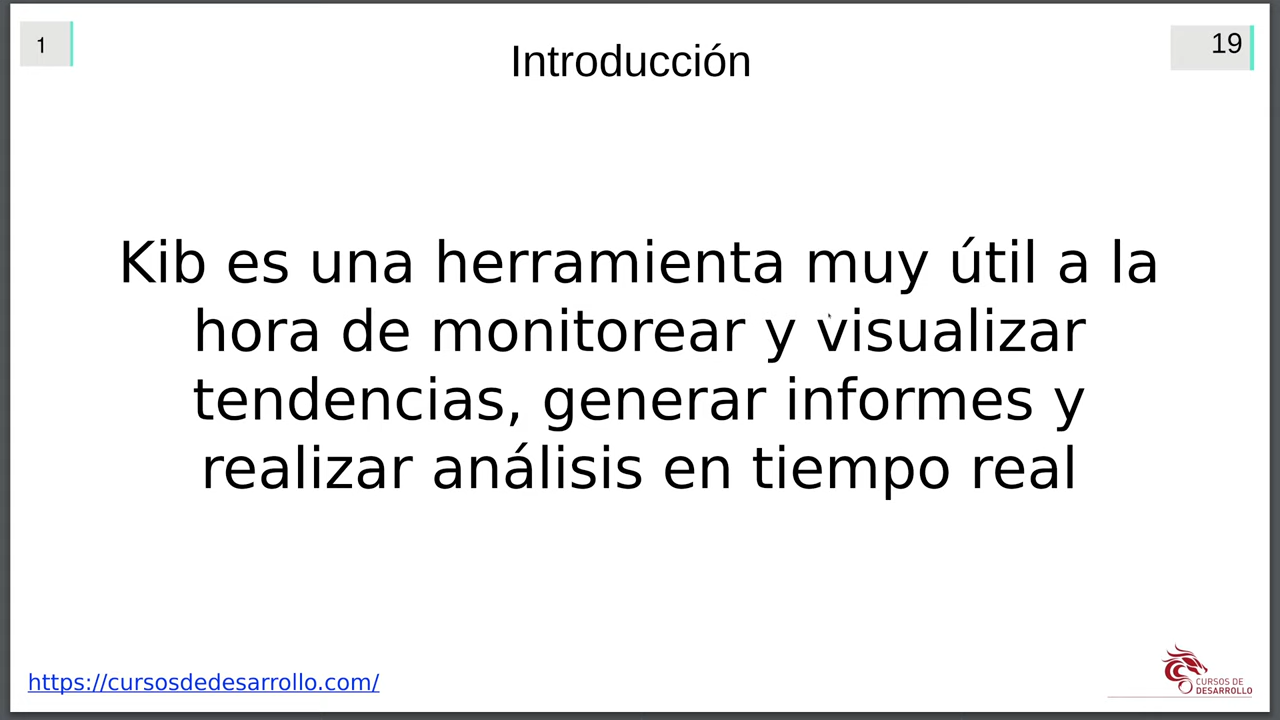 1
Introducción
19
Kib es una herramienta muy útil a la
hora de monitorear y visualizar
tendencias, generar informes y
realizar análisis en tiempo real
https://cursosdedesarrollo.com/
CURSOS DE
DESARROLLO